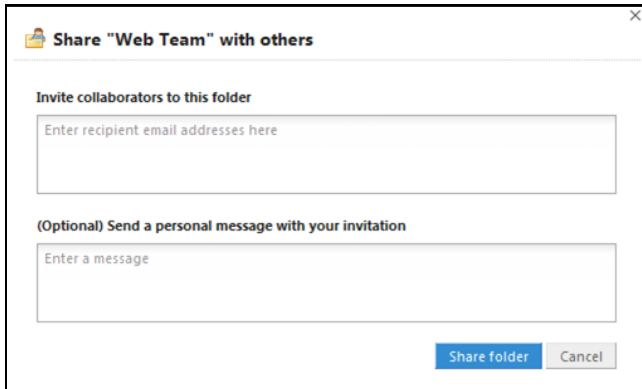 Share "Web Team" with others
Invite collaborators to this folder
Enter recipient email addresses here
(Optional) Send a personal message with your invitation
Enter a message
Share folder Cancel